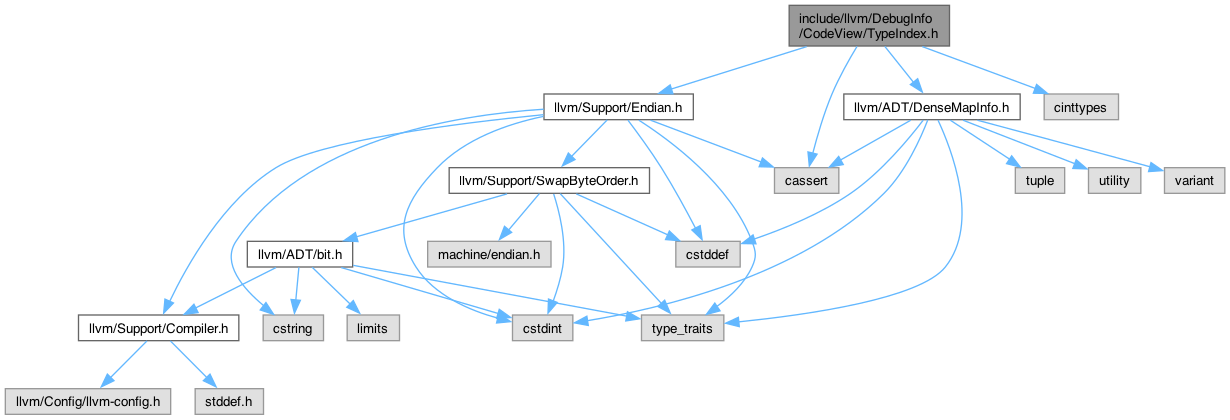 include/llvm/DebugInfo
/CodeView/TypeIndex.h
llvm/Support/Endian.h
llvm/ADT/DenseMapInfo.h
cinttypes
llvm/Support/SwapByteOrder.h
cassert
tuple
utility
variant
llvm/ADT/bit.h
machine/endian.h
cstddef
llvm/Support/Compiler.h
cstring
limits
cstdint
type_traits
llvm/Config/llvm-config.h
stddef.h